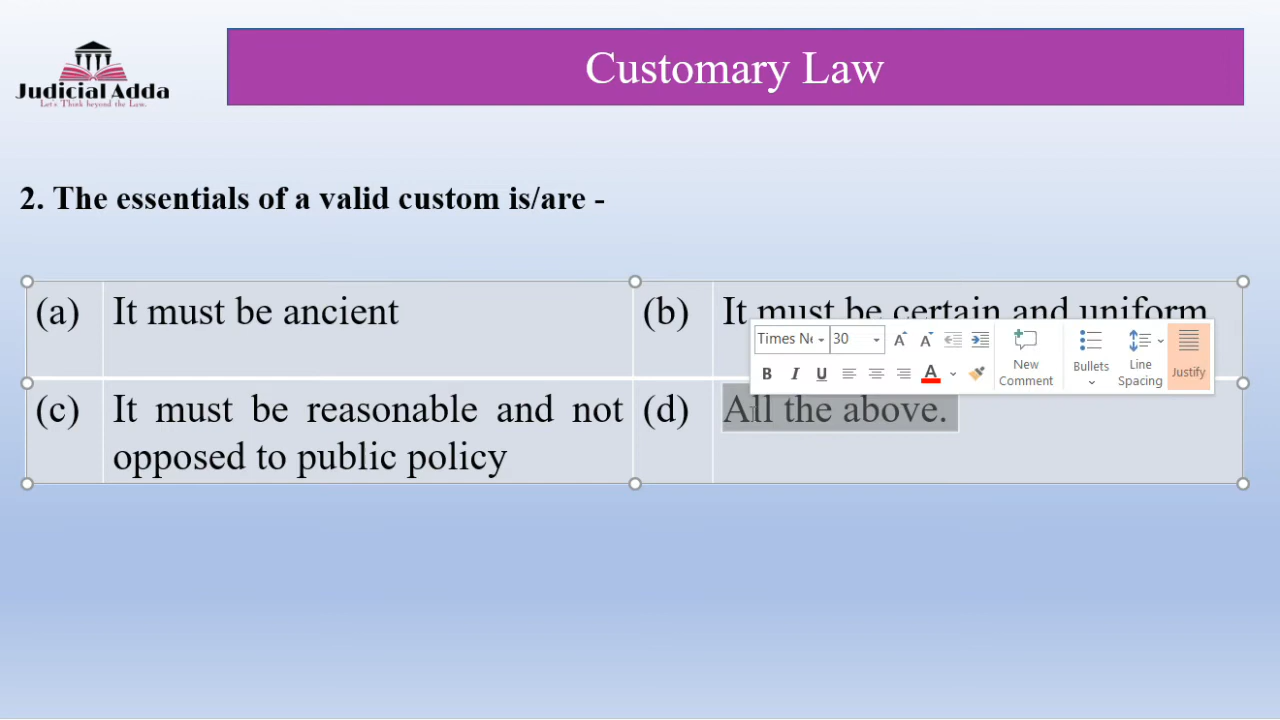 Customary Law
Judicial Adda
Let's Think beyond the Law.
2. The essentials of a valid custom is/are -
(a) It must be ancient
(b) It must be certain and uniform
Times Ne 30 A A
New
Comment
Bullets
Line
Spacing
Justify
B I U A
(c) It must be reasonable and not
opposed to public policy
(d) All the above.